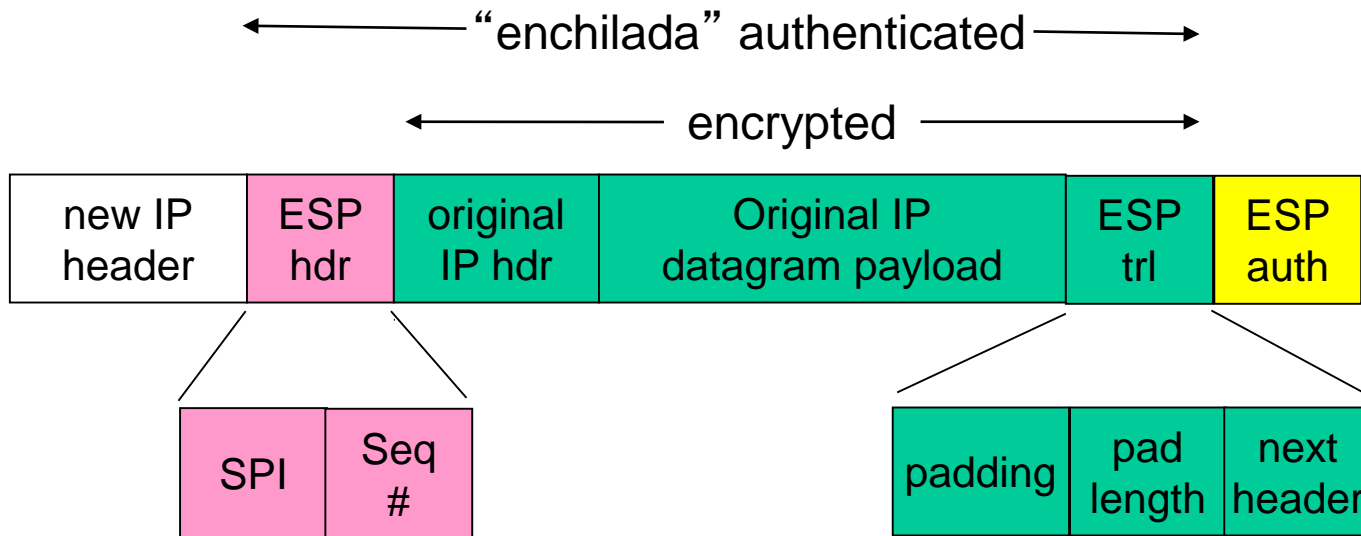 “enchilada” authenticated
encrypted
new IP
header
ESP
hdr
original
IP hdr
Original IP
datagram payload
ESP
trl
ESP
auth
SPI
Seq
#
padding
pad
length
next
header